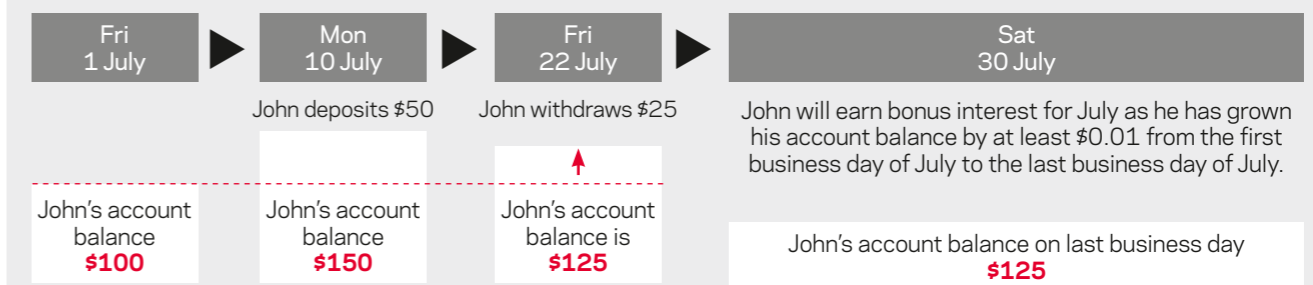 Fri
1 July
Mon
10 July
Fri
22 July
Sat
30 July
John deposits $50
John withdraws $25
John will earn bonus interest for July as he has grown
his account balance by at least $0.01 from the first
business day of July to the last business day of July.
John's account
balance
$100
John's account
balance
$150
John's account
balance is
$125
John's account balance on last business day
$125